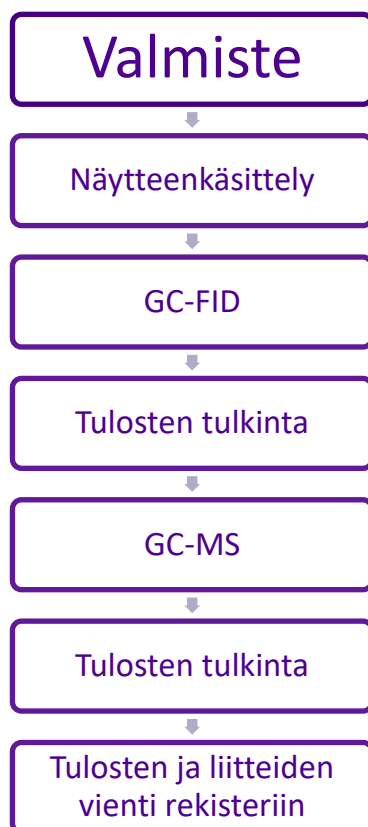 Valmiste
Näytteenkäsittely
GC-FID
Tulosten tulkinta
GC-MS
Tulosten tulkinta
Tulosten ja liitteiden
vienti rekisteriin